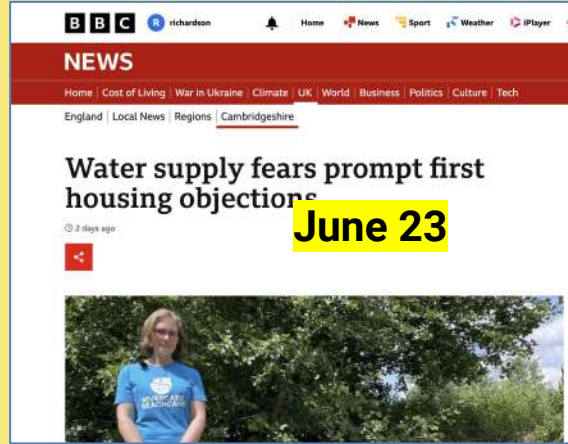 BBC R richardson Home News Sport Weather iPlayer
NEWS
Home Cost of Living War in Ukraine Climate UK World Business Politics Culture Tech
England Local News Regions Cambridgeshire
Water supply fears prompt first
housing objections
2 days ago
June 23
RIVERCARE
BEACHCARE